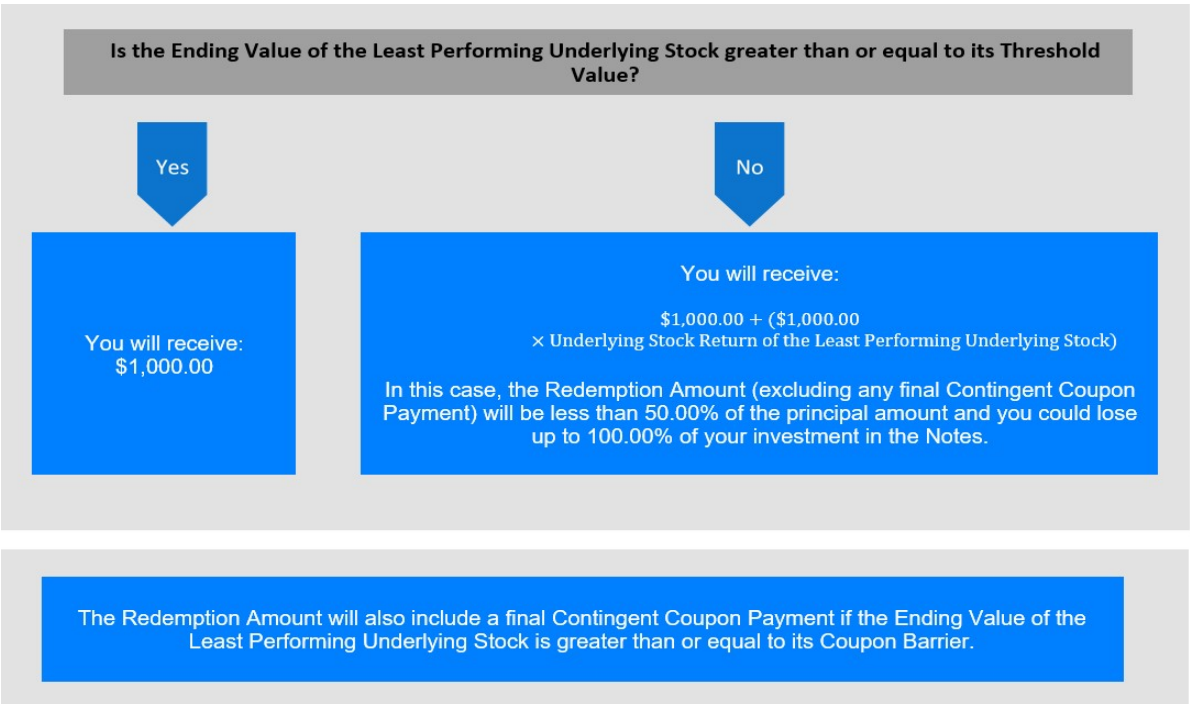 Is the Ending Value of the Least Performing Underlying Stock greater than or equal to its Threshold
Value?
Yes
No
You will receive:
$1,000.00
You will receive:
$1,000.00 + ($1,000.00
× Underlying Stock Return of the Least Performing Underlying Stock)
In this case, the Redemption Amount (excluding any final Contingent Coupon
Payment) will be less than 50.00% of the principal amount and you could lose
up to 100.00% of your investment in the Notes.
The Redemption Amount will also include a final Contingent Coupon Payment if the Ending Value of the
Least Performing Underlying Stock is greater than or equal to its Coupon Barrier.